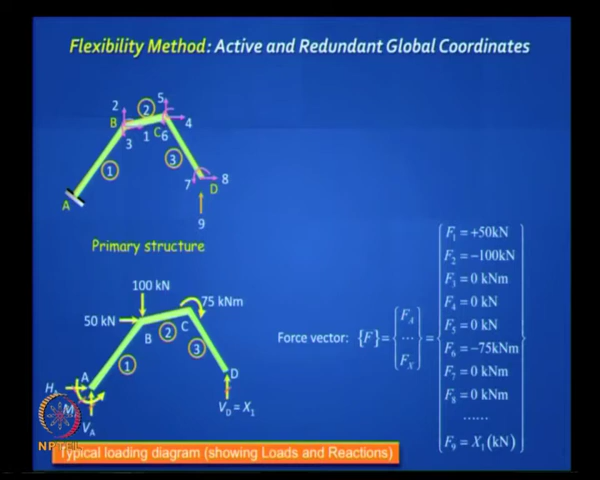 Flexibility Method: Active and Redundant Global Coordinates
5
2
2
B
4
1
C
6
3
3
1
7
8
D
A
9
Primary structure
100 kN
75 kNm
50 kN
2
C
B
3
1
A
D
H_A
M
V_A
V_D = X_1
Force vector: {F} = {F_A ... F_X} =
F_1 = +50kN
F_2 = −100kN
F_3 = 0 kNm
F_4 = 0 kN
F_5 = 0 kN
F_6 = −75kNm
F_7 = 0 kNm
F_8 = 0 kNm
......
F_9 = X_1 (kN)
NPTEL
Typical loading diagram (showing Loads and Reactions)